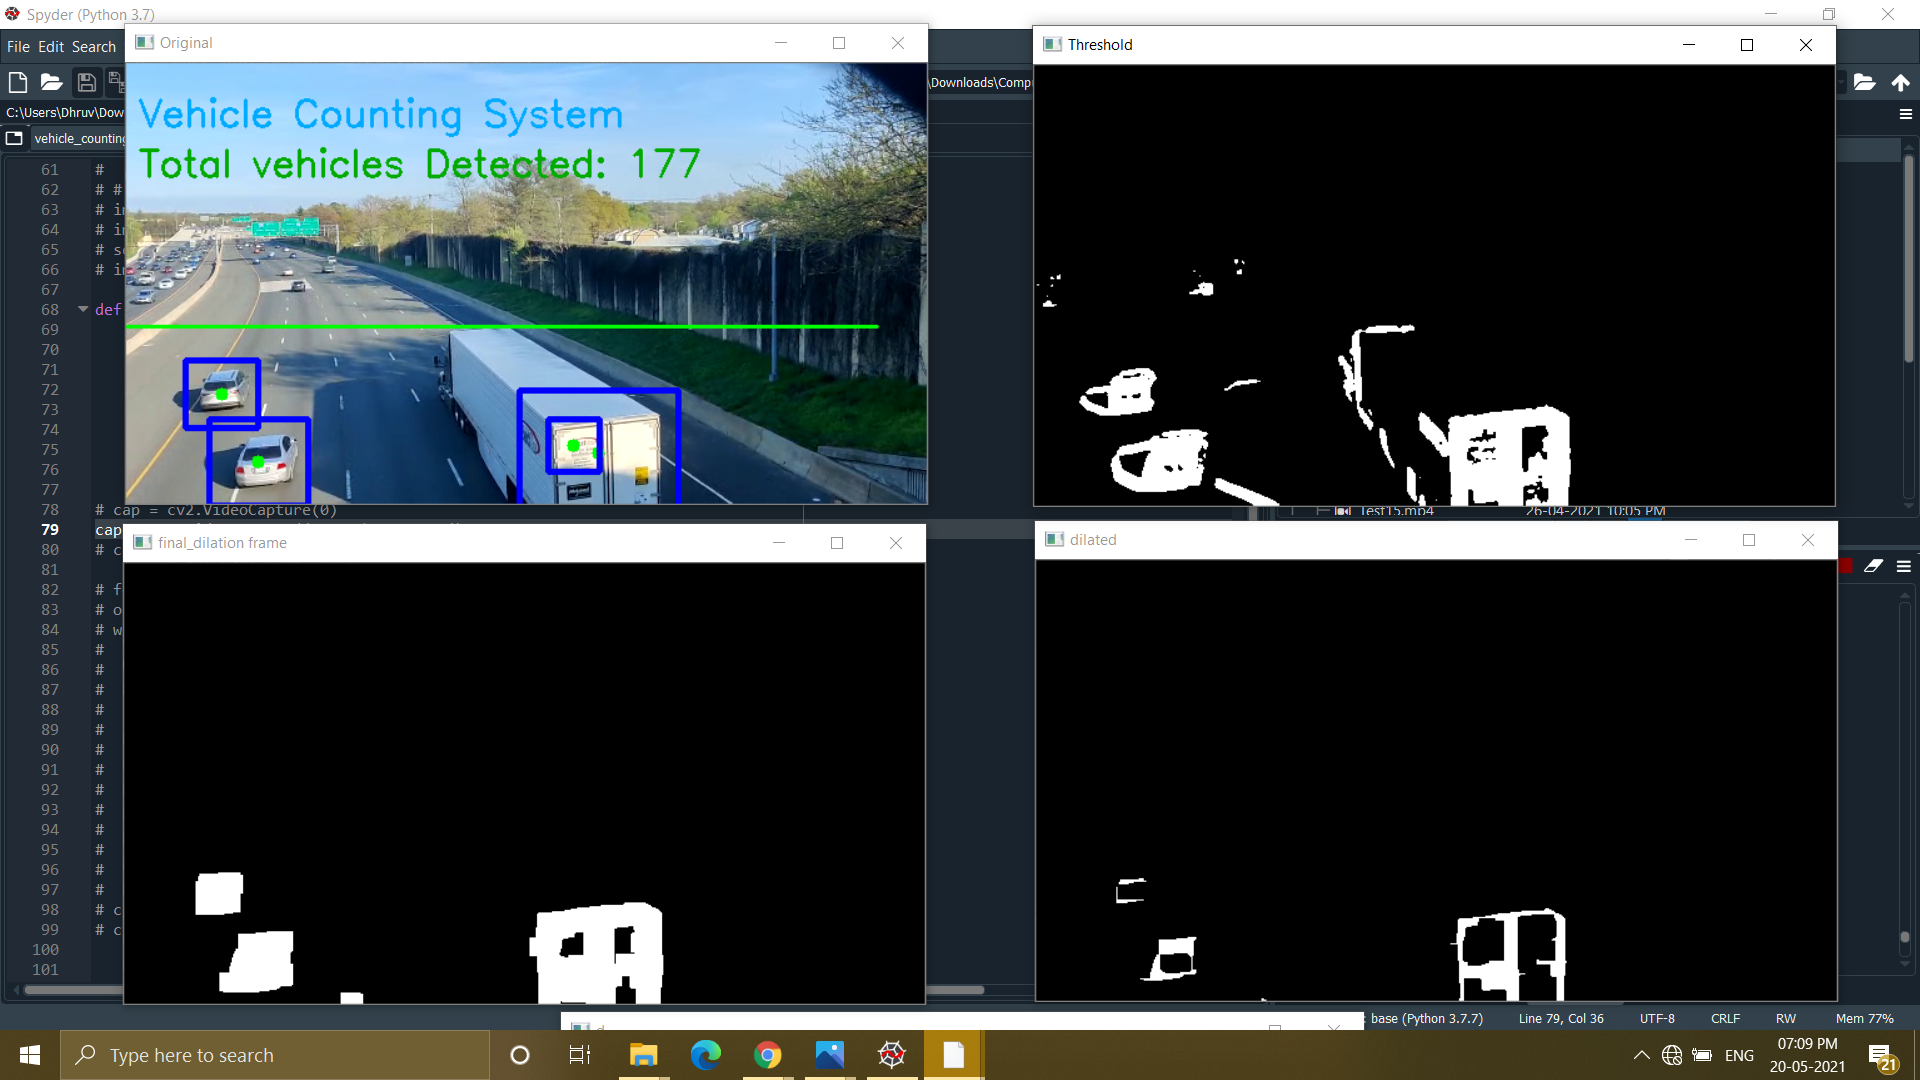 Spyder (Python 3.7)
File Edit Search
Original
Threshold
C:\Users\Dhruv\Dow
\Downloads\Compu
vehicle_counting
Vehicle Counting System
Total vehicles Detected: 177
61 #
62 # #
63 # i
64 # i
65 # s
66 # i
67
68 def
69
70
71
72
73
74
75
76
77
78 # cap = cv2.VideoCapture(0)
79 cap
80 # c
81
82 # f
83 # o
84 # w
85 #
86 #
87 #
88 #
89 #
90 #
91 #
92 #
93 #
94 #
95 #
96 #
97 #
98 # c
99 # c
100
101
Test15.mp4 26-04-2021 10:05 PM
final_dilation frame
dilated
d
base (Python 3.7.7) Line 79, Col 36 UTF-8 CRLF RW Mem 77%
Type here to search
ENG
07:09 PM
20-05-2021
21